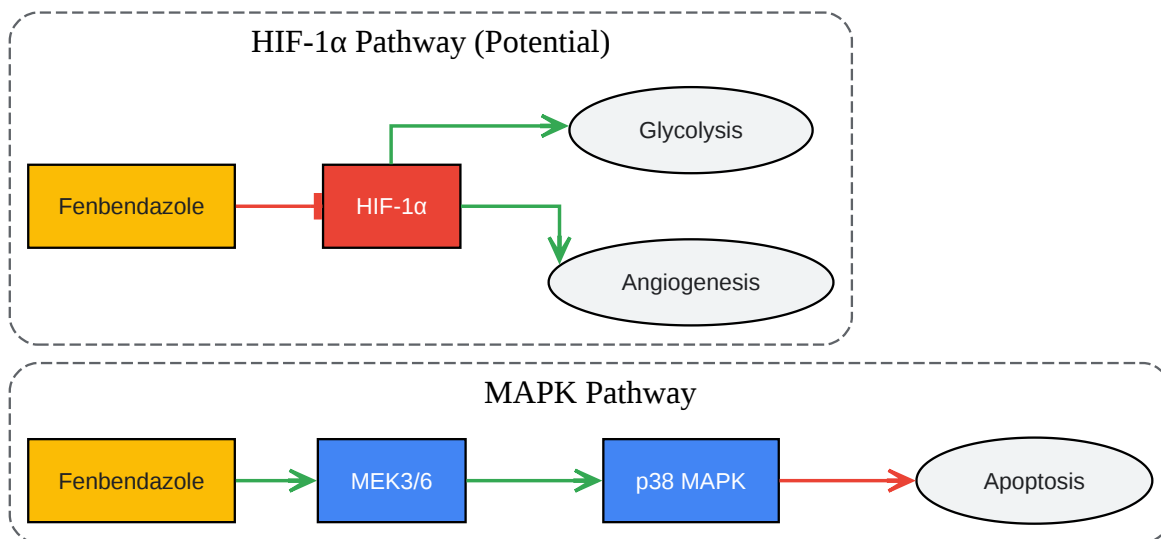 HIF-1α Pathway (Potential)
Glycolysis
Fenbendazole
HIF-1α
Angiogenesis
MAPK Pathway
Fenbendazole
MEK3/6
p38 MAPK
Apoptosis